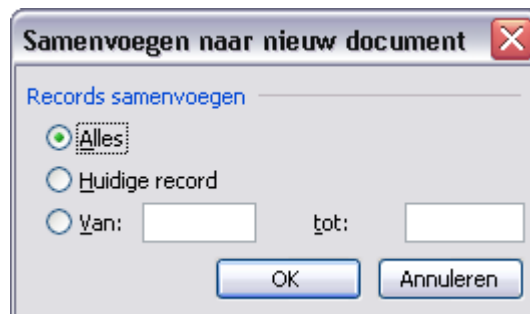 Samenvoegen naar nieuw document
Records samenvoegen
Alles
Huidige record
Van: tot:
OK Annuleren